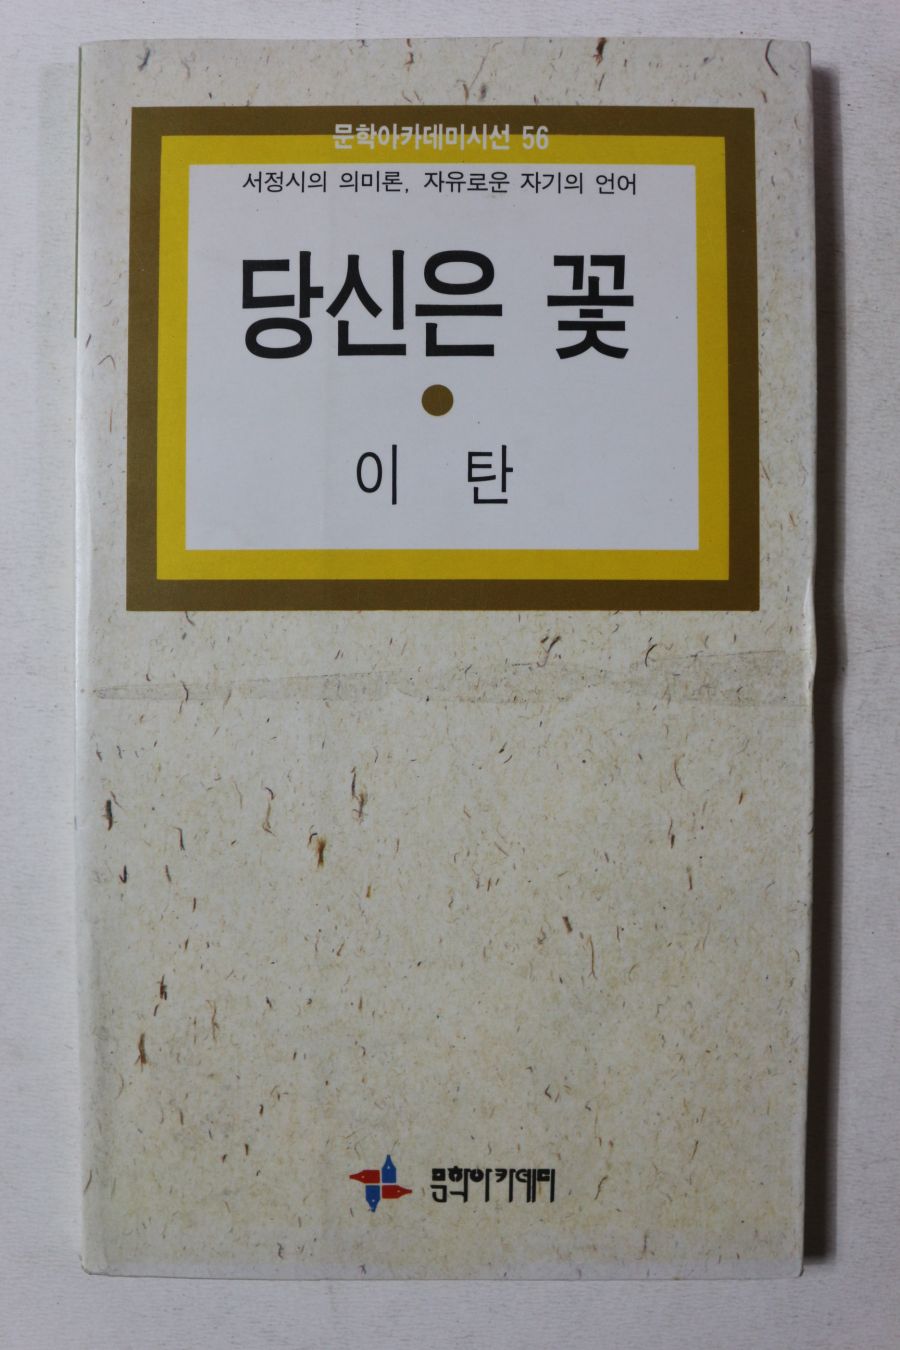 문학아카데미시선 56
서정시의 의미론, 자유로운 자기의 언어
당신은 꽃
이 탄
문학아카데미